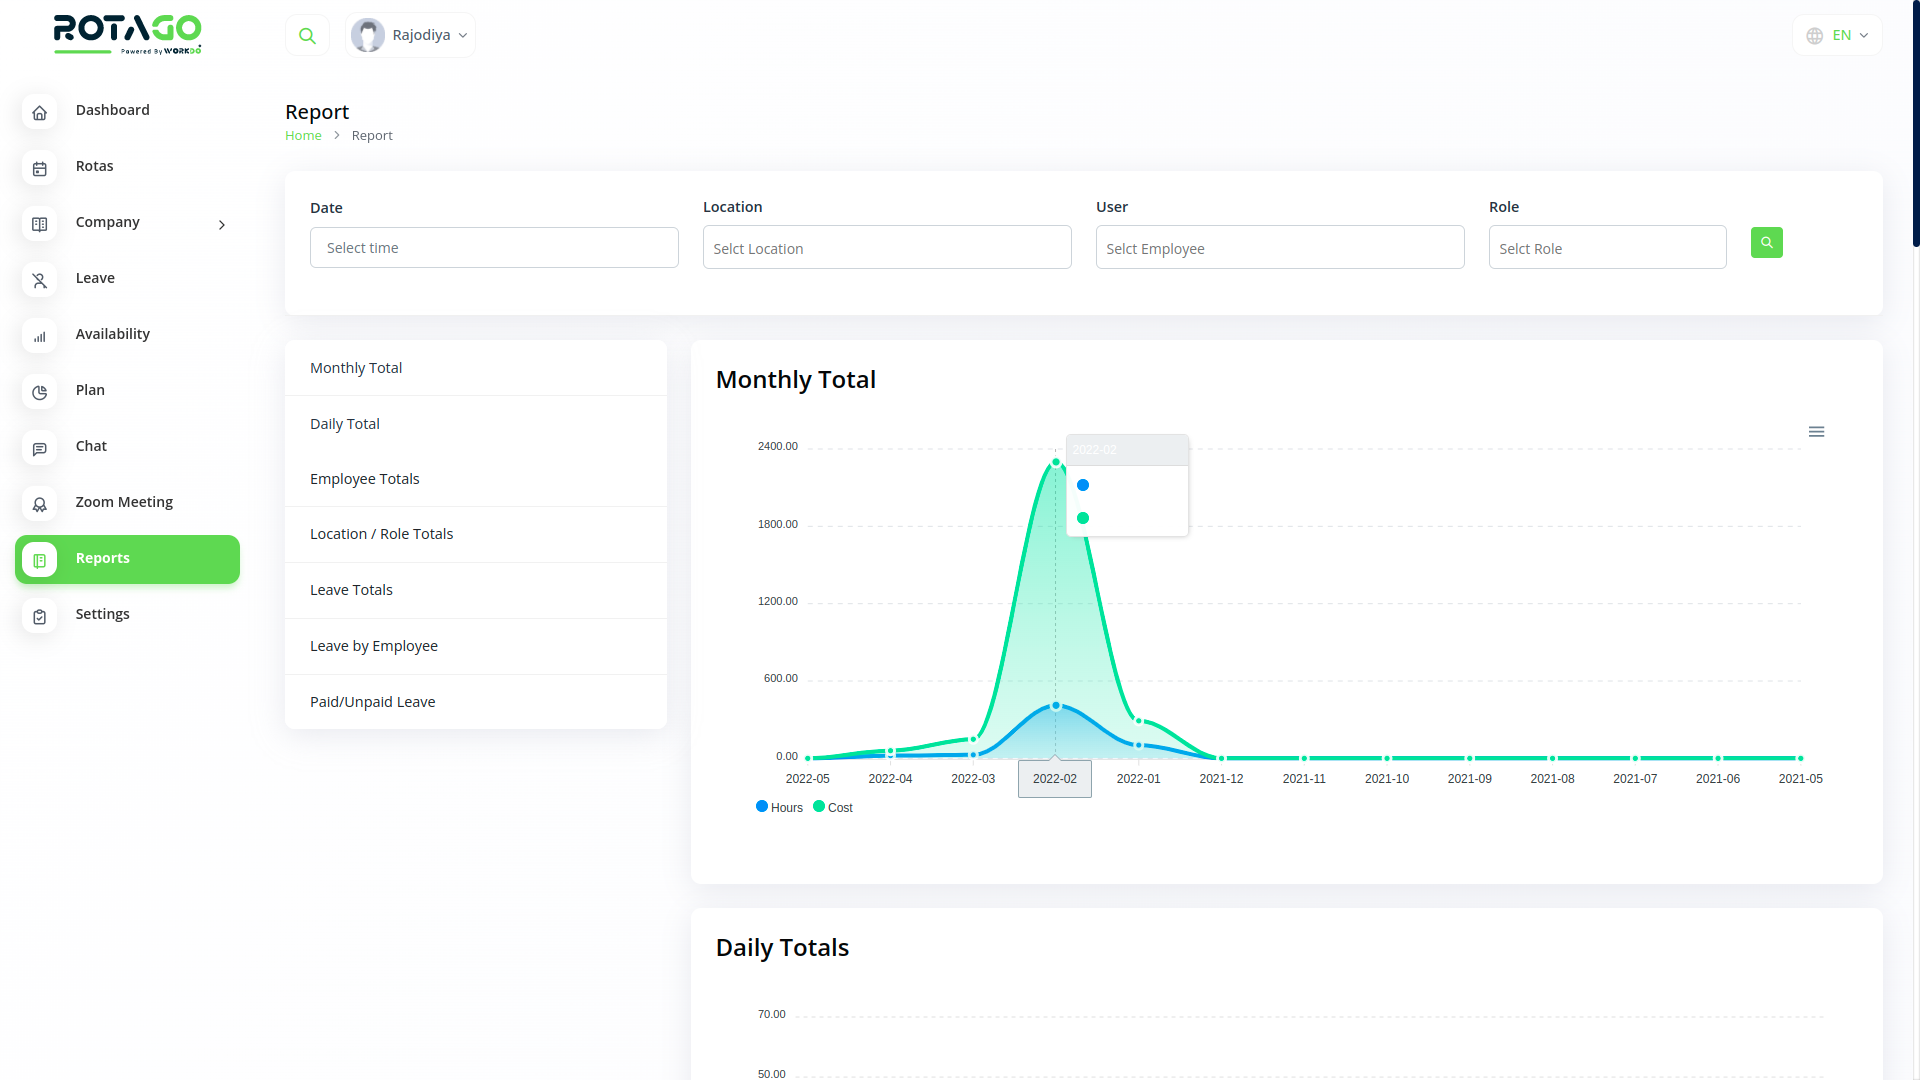 ROTAGO
Powered By WORKDO
Rajodiya
EN
Dashboard
Rotas
Company
Leave
Availability
Plan
Chat
Zoom Meeting
Reports
Settings
Report
Home > Report
Date
Location
User
Role
Select time
Selct Location
Selct Employee
Selct Role
Monthly Total
Daily Total
Employee Totals
Location / Role Totals
Leave Totals
Leave by Employee
Paid/Unpaid Leave
Monthly Total
2400.00
1800.00
1200.00
600.00
0.00
2022-02
2022-05 2022-04 2022-03 2022-02 2022-01 2021-12 2021-11 2021-10 2021-09 2021-08 2021-07 2021-06 2021-05
Hours Cost
Daily Totals
70.00
50.00